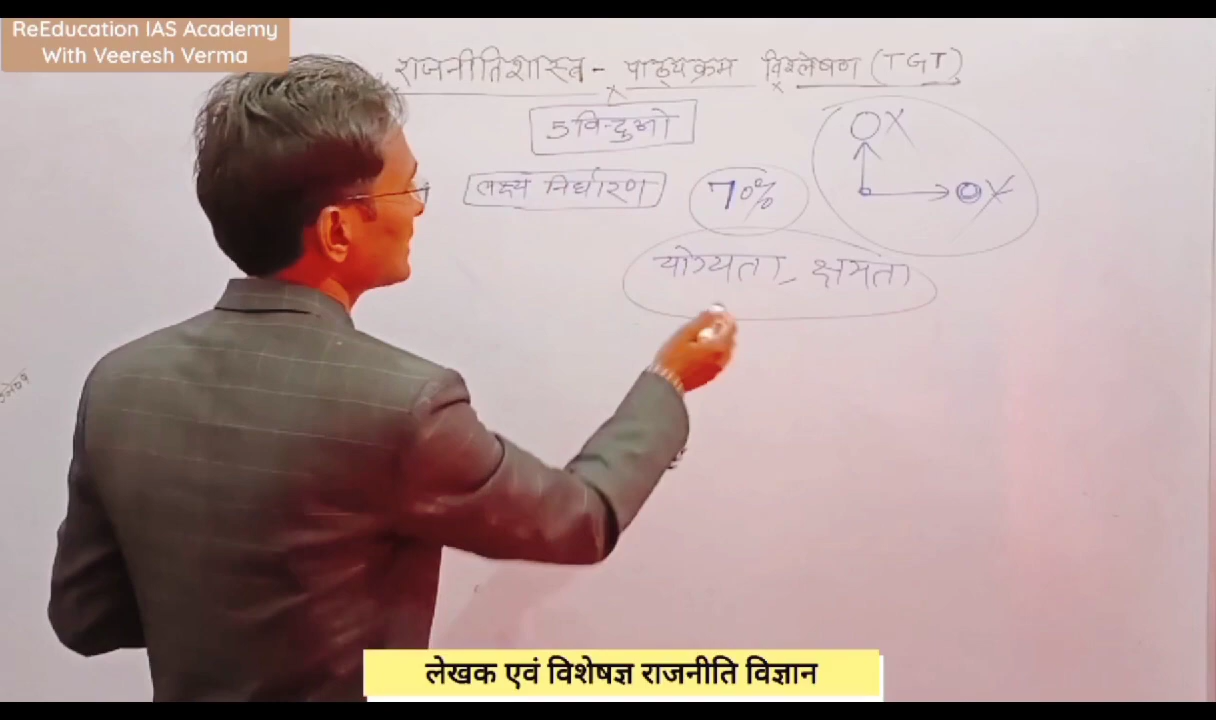 ReEducation IAS Academy
With Veeresh Verma
राजनीतिशास्त्र - पाठ्यक्रम विश्लेषण (TGT)
5 विन्दुओ
लक्ष्य निर्धारण
70%
योग्यता - क्षमता
लेखक एवं विशेषज्ञ राजनीति विज्ञान